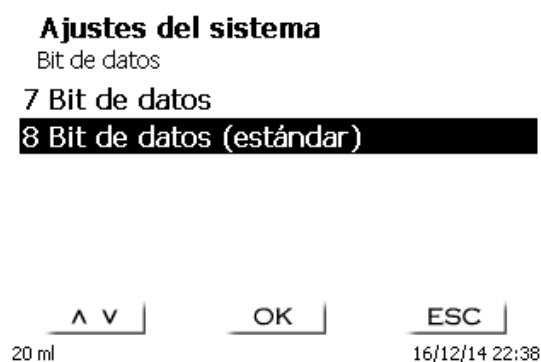 Ajustes del sistema
Bit de datos
7 Bit de datos
8 Bit de datos (estándar)
∧ ∨ OK ESC
20 ml 16/12/14 22:38